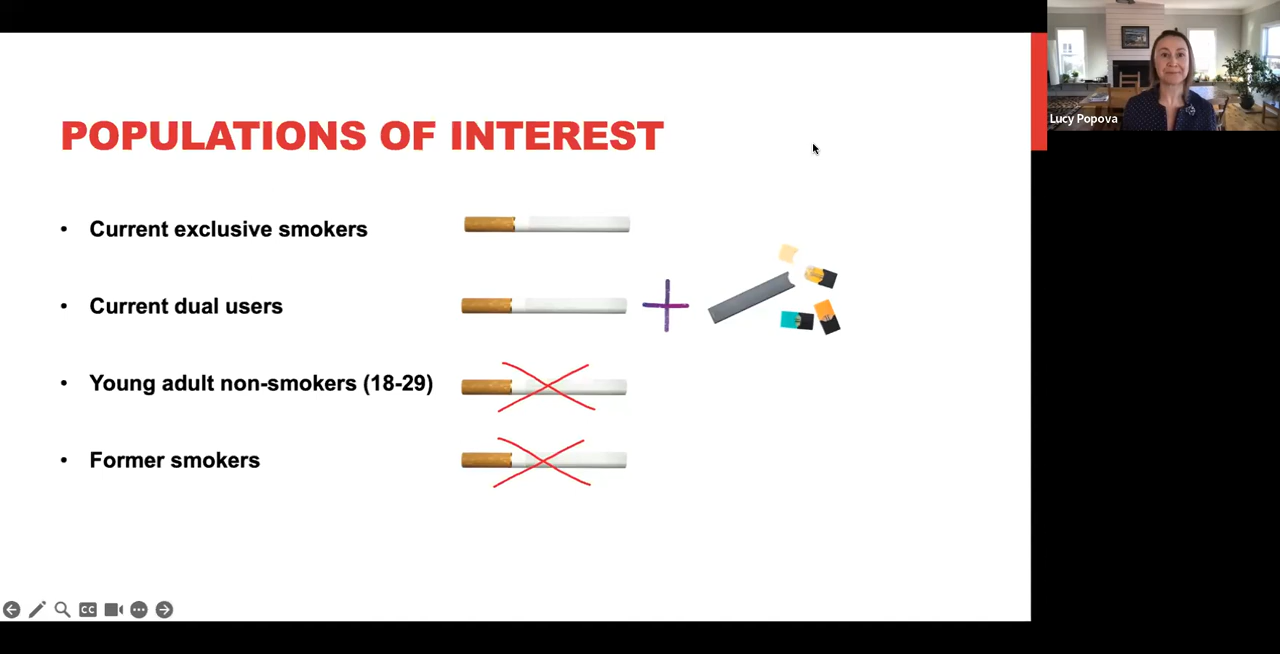 POPULATIONS OF INTEREST
• Current exclusive smokers
• Current dual users
• Young adult non-smokers (18-29)
• Former smokers
CC
Lucy Popova